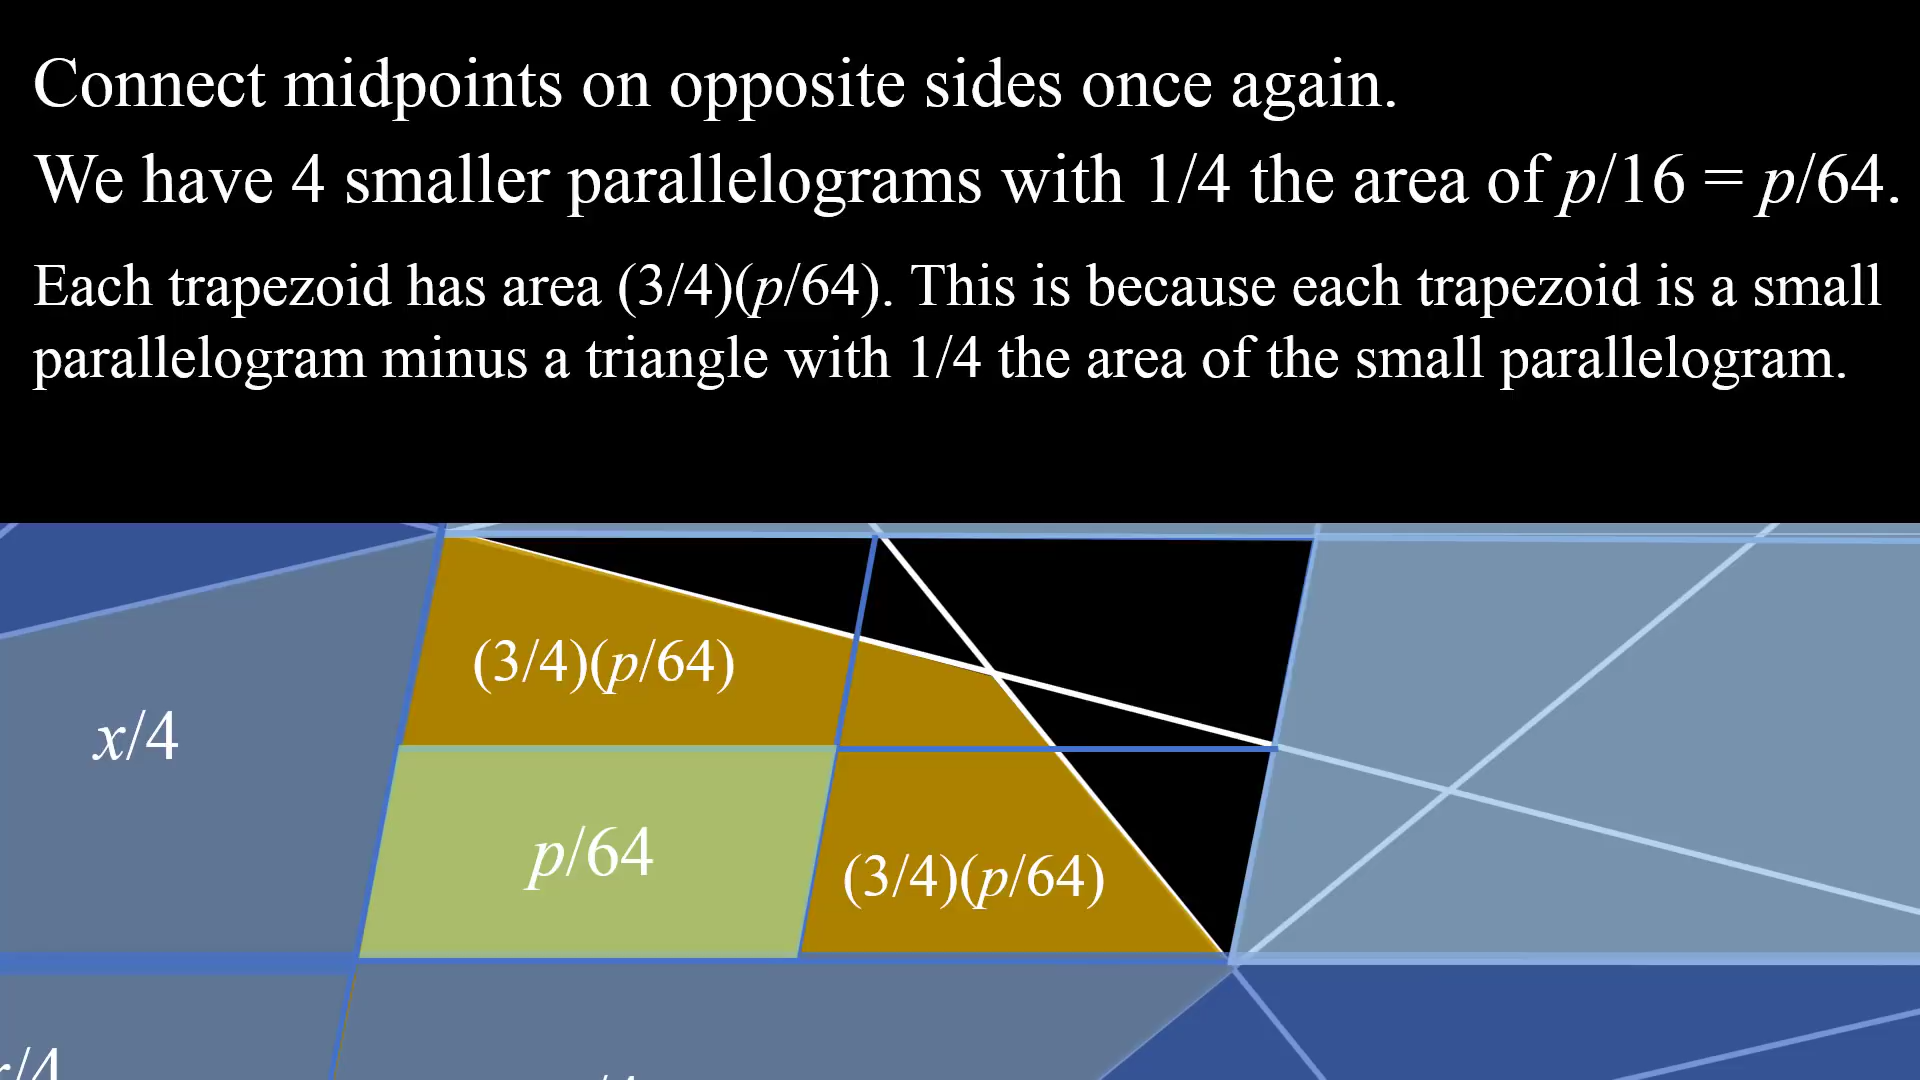 Connect midpoints on opposite sides once again.
We have 4 smaller parallelograms with 1/4 the area of p/16 = p/64.
Each trapezoid has area (3/4)(p/64). This is because each trapezoid is a small
parallelogram minus a triangle with 1/4 the area of the small parallelogram.
(3/4)(p/64)
x/4
p/64
(3/4)(p/64)